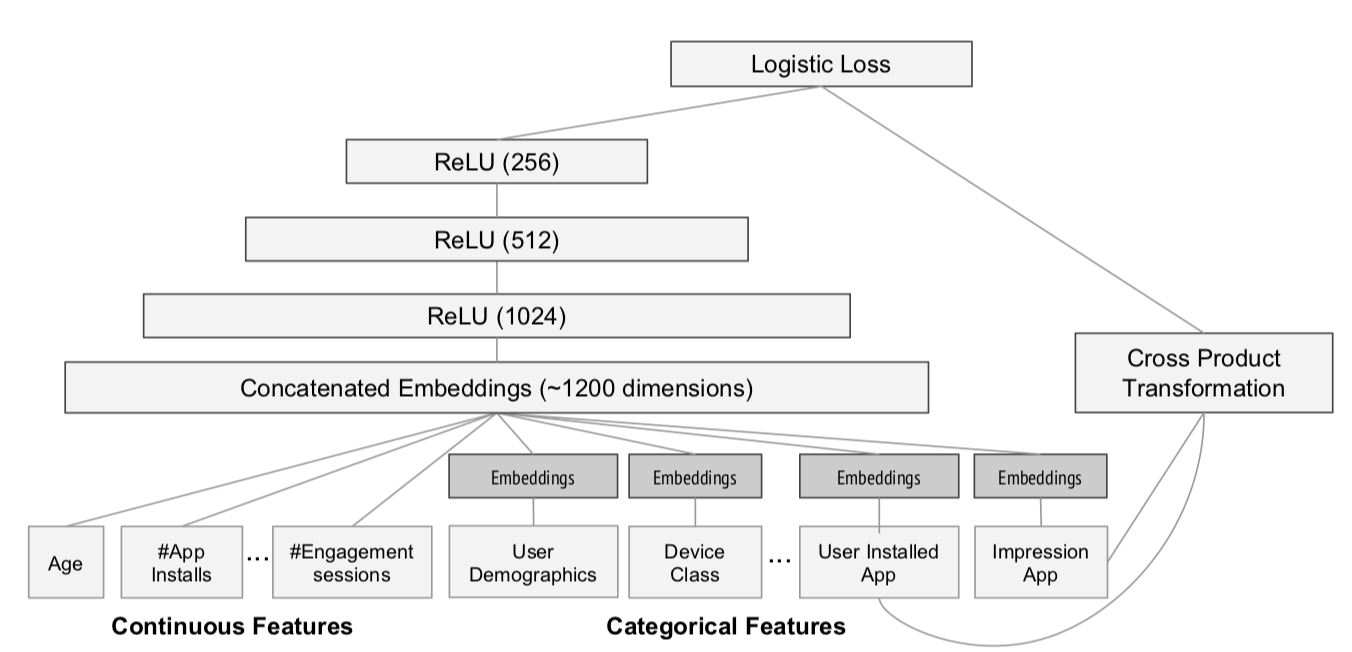 Logistic Loss
ReLU (256)
ReLU (512)
ReLU (1024)
Cross Product
Transformation
Concatenated Embeddings (~1200 dimensions)
Embeddings
Embeddings
Embeddings
Embeddings
Age
#App
Installs
...
#Engagement
sessions
User
Demographics
Device
Class
...
User Installed
App
Impression
App
Continuous Features
Categorical Features